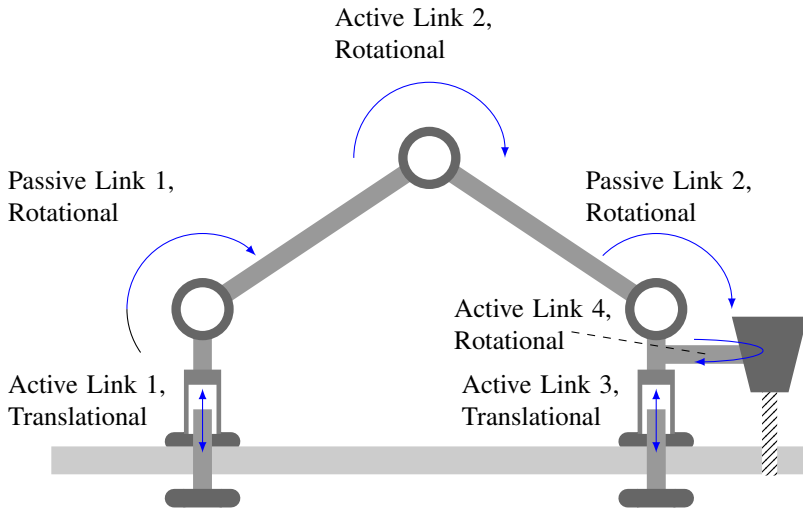 Active Link 2,
Rotational
Passive Link 1,
Rotational
Passive Link 2,
Rotational
Active Link 4,
Rotational
Active Link 1,
Translational
Active Link 3,
Translational